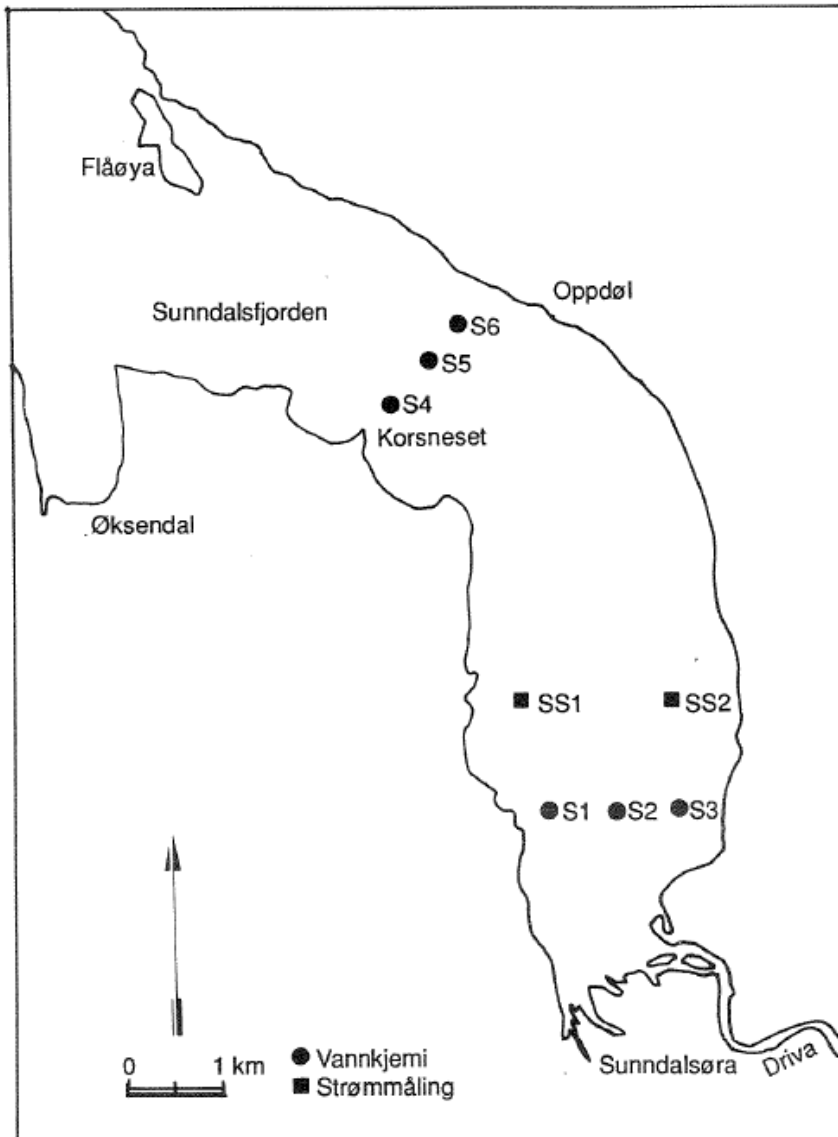 Flåøya
Sunndalsfjorden
Oppdøl
S6
S5
S4
Korsneset
Øksendal
SS1
SS2
S1
S2
S3
0 1 km
Vannkjemi
Strømmåling
Sunndalsøra
Driva